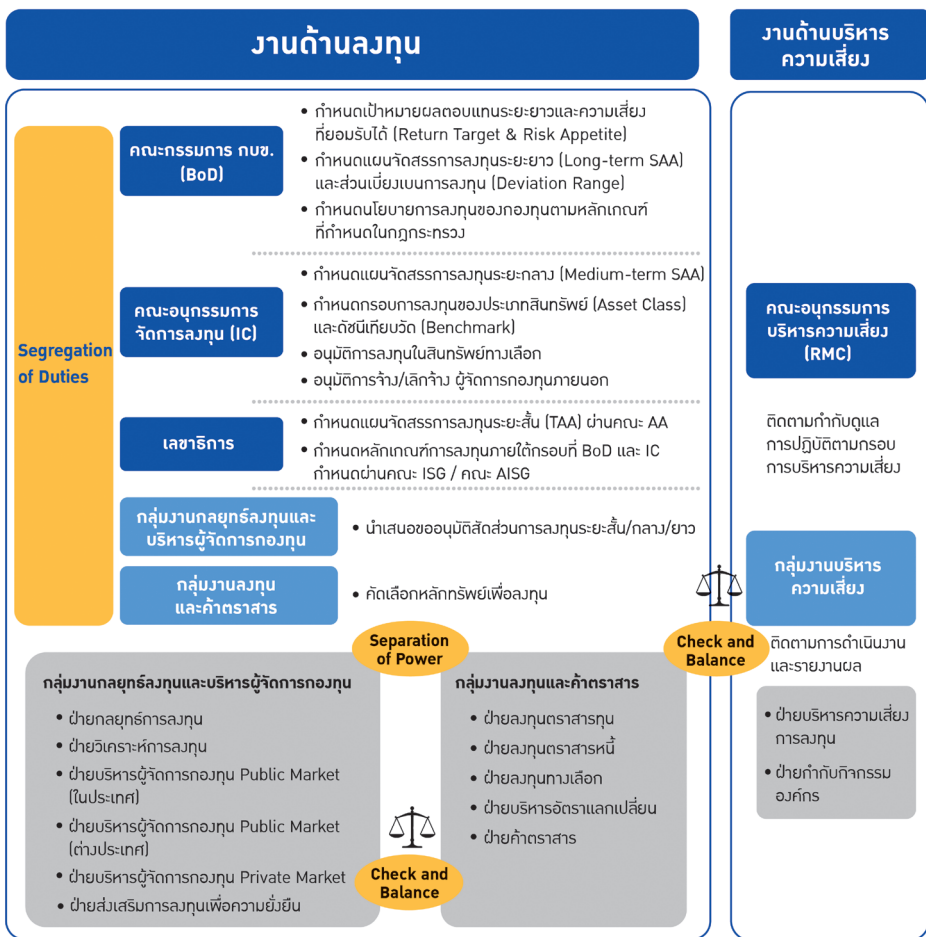 งานด้านลงทุน
งานด้านบริหาร
ความเสี่ยง
Segregation
of Duties
คณะกรรมการ กบข.
(BoD)
• กำหนดเป้าหมายผลตอบแทนระยะยาวและความเสี่ยง
ที่ยอมรับได้ (Return Target & Risk Appetite)
• กำหนดแผนจัดสรรการลงทุนระยะยาว (Long-term SAA)
และส่วนเบี่ยงเบนการลงทุน (Deviation Range)
• กำหนดนโยบายการลงทุนของกองทุนตามหลักเกณฑ์
ที่กำหนดในกฎกระทรวง
คณะอนุกรรมการ
จัดการลงทุน (IC)
• กำหนดแผนจัดสรรการลงทุนระยะกลาง (Medium-term SAA)
• กำหนดกรอบการลงทุนของประเภทสินทรัพย์ (Asset Class)
และดัชนีเทียบวัด (Benchmark)
• อนุมัติการลงทุนในสินทรัพย์ทางเลือก
• อนุมัติการจ้าง/เลิกจ้าง ผู้จัดการกองทุนภายนอก
เลขาธิการ
• กำหนดแผนจัดสรรการลงทุนระยะสั้น (TAA) ผ่านคณะ AA
• กำหนดหลักเกณฑ์การลงทุนภายใต้กรอบที่ BoD และ IC
กำหนดผ่านคณะ ISG / คณะ AISG
กลุ่มงานกลยุทธ์ลงทุนและ
บริหารผู้จัดการกองทุน
• นำเสนอขออนุมัติสัดส่วนการลงทุนระยะสั้น/กลาง/ยาว
กลุ่มงานลงทุน
และค้าตราสาร
• คัดเลือกหลักทรัพย์เพื่อลงทุน
คณะอนุกรรมการ
บริหารความเสี่ยง
(RMC)
ติดตามกำกับดูแล
การปฏิบัติตามกรอบ
การบริหารความเสี่ยง
กลุ่มงานบริหาร
ความเสี่ยง
Separation
of Power
Check and
Balance
ติดตามการดำเนินงาน
และรายงานผล
กลุ่มงานกลยุทธ์ลงทุนและบริหารผู้จัดการกองทุน
• ฝ่ายกลยุทธ์การลงทุน
• ฝ่ายวิเคราะห์การลงทุน
• ฝ่ายบริหารผู้จัดการกองทุน Public Market
(ในประเทศ)
• ฝ่ายบริหารผู้จัดการกองทุน Public Market
(ต่างประเทศ)
• ฝ่ายบริหารผู้จัดการกองทุน Private Market
• ฝ่ายส่งเสริมการลงทุนเพื่อความยั่งยืน
Check and
Balance
กลุ่มงานลงทุนและค้าตราสาร
• ฝ่ายลงทุนตราสารทุน
• ฝ่ายลงทุนตราสารหนี้
• ฝ่ายลงทุนทางเลือก
• ฝ่ายบริหารอัตราแลกเปลี่ยน
• ฝ่ายค้าตราสาร
• ฝ่ายบริหารความเสี่ยง
การลงทุน
• ฝ่ายกำกับกิจกรรม
องค์กร